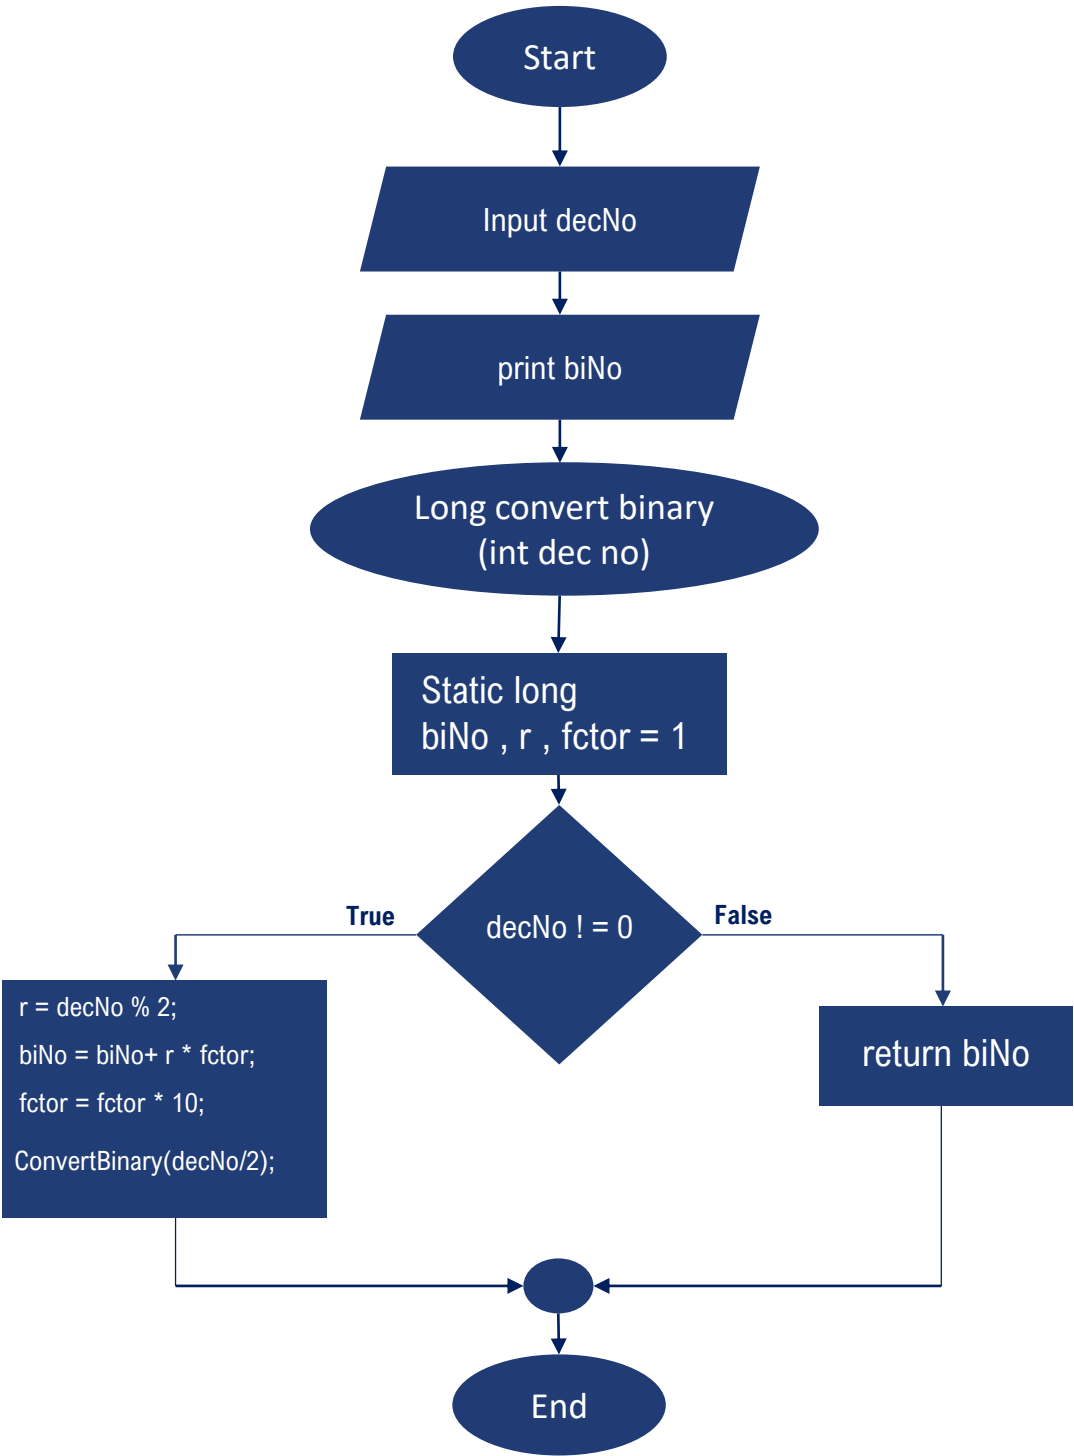 Start
Input decNo
print biNo
Long convert binary
(int dec no)
Static long
biNo , r , fctor = 1
decNo ! = 0
True
False
r = decNo % 2;
biNo = biNo+ r * fctor;
fctor = fctor * 10;
ConvertBinary(decNo/2);
return biNo
End